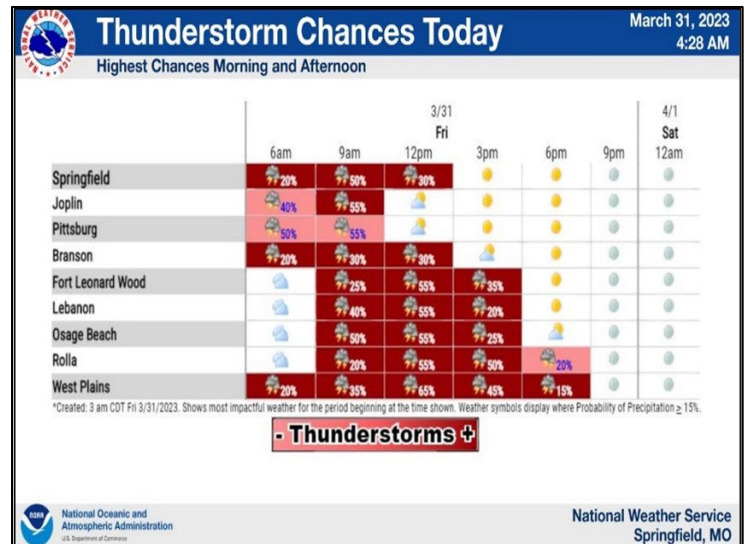 NATIONAL WEATHER SERVICE
Thunderstorm Chances Today
March 31, 2023
4:28 AM
Highest Chances Morning and Afternoon
3/31 4/1
Fri Sat
6am 9am 12pm 3pm 6pm 9pm 12am
Springfield 20% 50% 30%
Joplin 40% 55%
Pittsburg 50% 55%
Branson 20% 30% 30%
Fort Leonard Wood 25% 55% 35%
Lebanon 40% 55% 20%
Osage Beach 50% 55% 25%
Rolla 20% 55% 50% 20%
West Plains 20% 35% 65% 45% 15%
*Created: 3 am CDT Fri 3/31/2023. Shows most impactful weather for the period beginning at the time shown. Weather symbols display where Probability of Precipitation ≥ 15%.
- Thunderstorms +
NOAA
National Oceanic and
Atmospheric Administration
U.S. Department of Commerce
National Weather Service
Springfield, MO